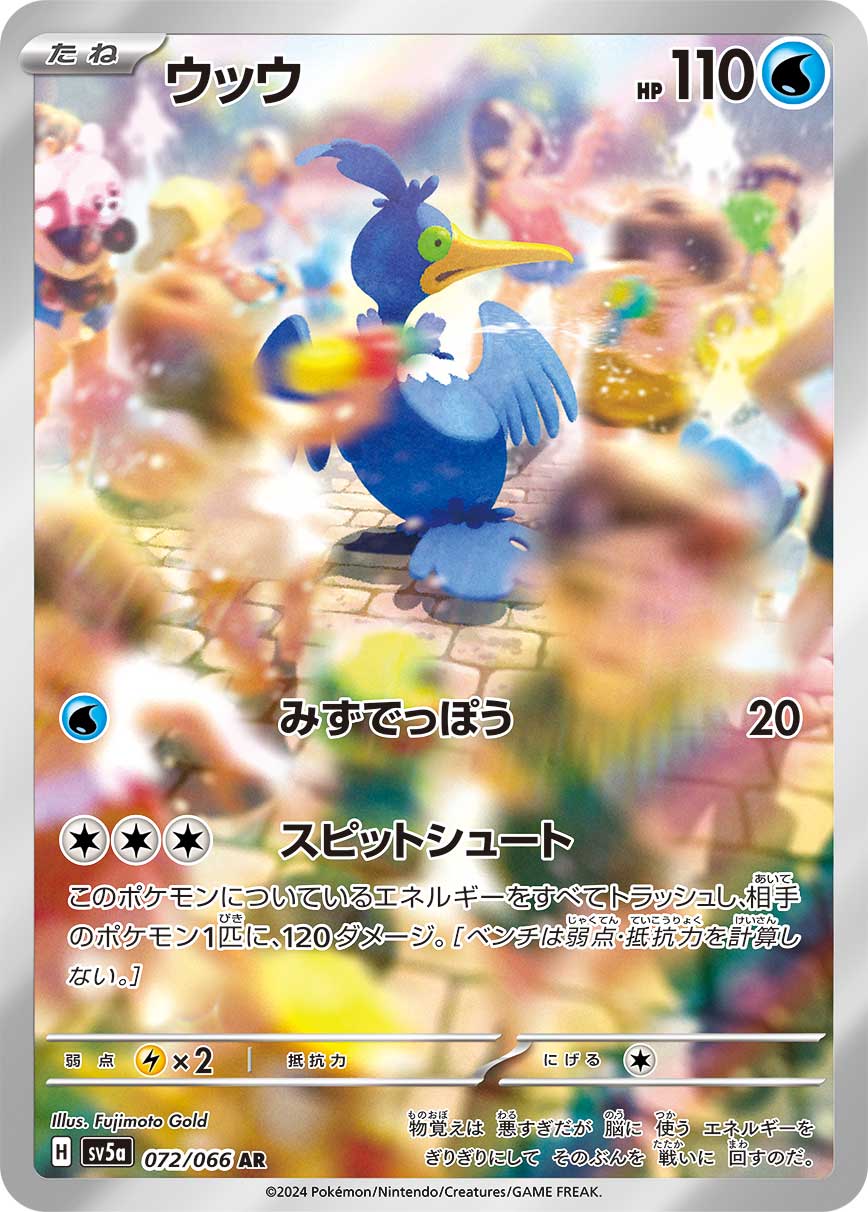 たね
ウッウ
HP 110
みずでっぽう 20
スピットシュート
このポケモンについているエネルギーをすべてトラッシュし、相手
のポケモン1匹に、120ダメージ。[ベンチは弱点・抵抗力を計算し
ない。]
弱点 ×2 抵抗力 にげる
Illus. Fujimoto Gold
H sv5a 072/066 AR
物覚えは 悪すぎだが 脳に 使う エネルギーを
ぎりぎりにして そのぶんを 戦いに 回すのだ。
©2024 Pokémon/Nintendo/Creatures/GAME FREAK.